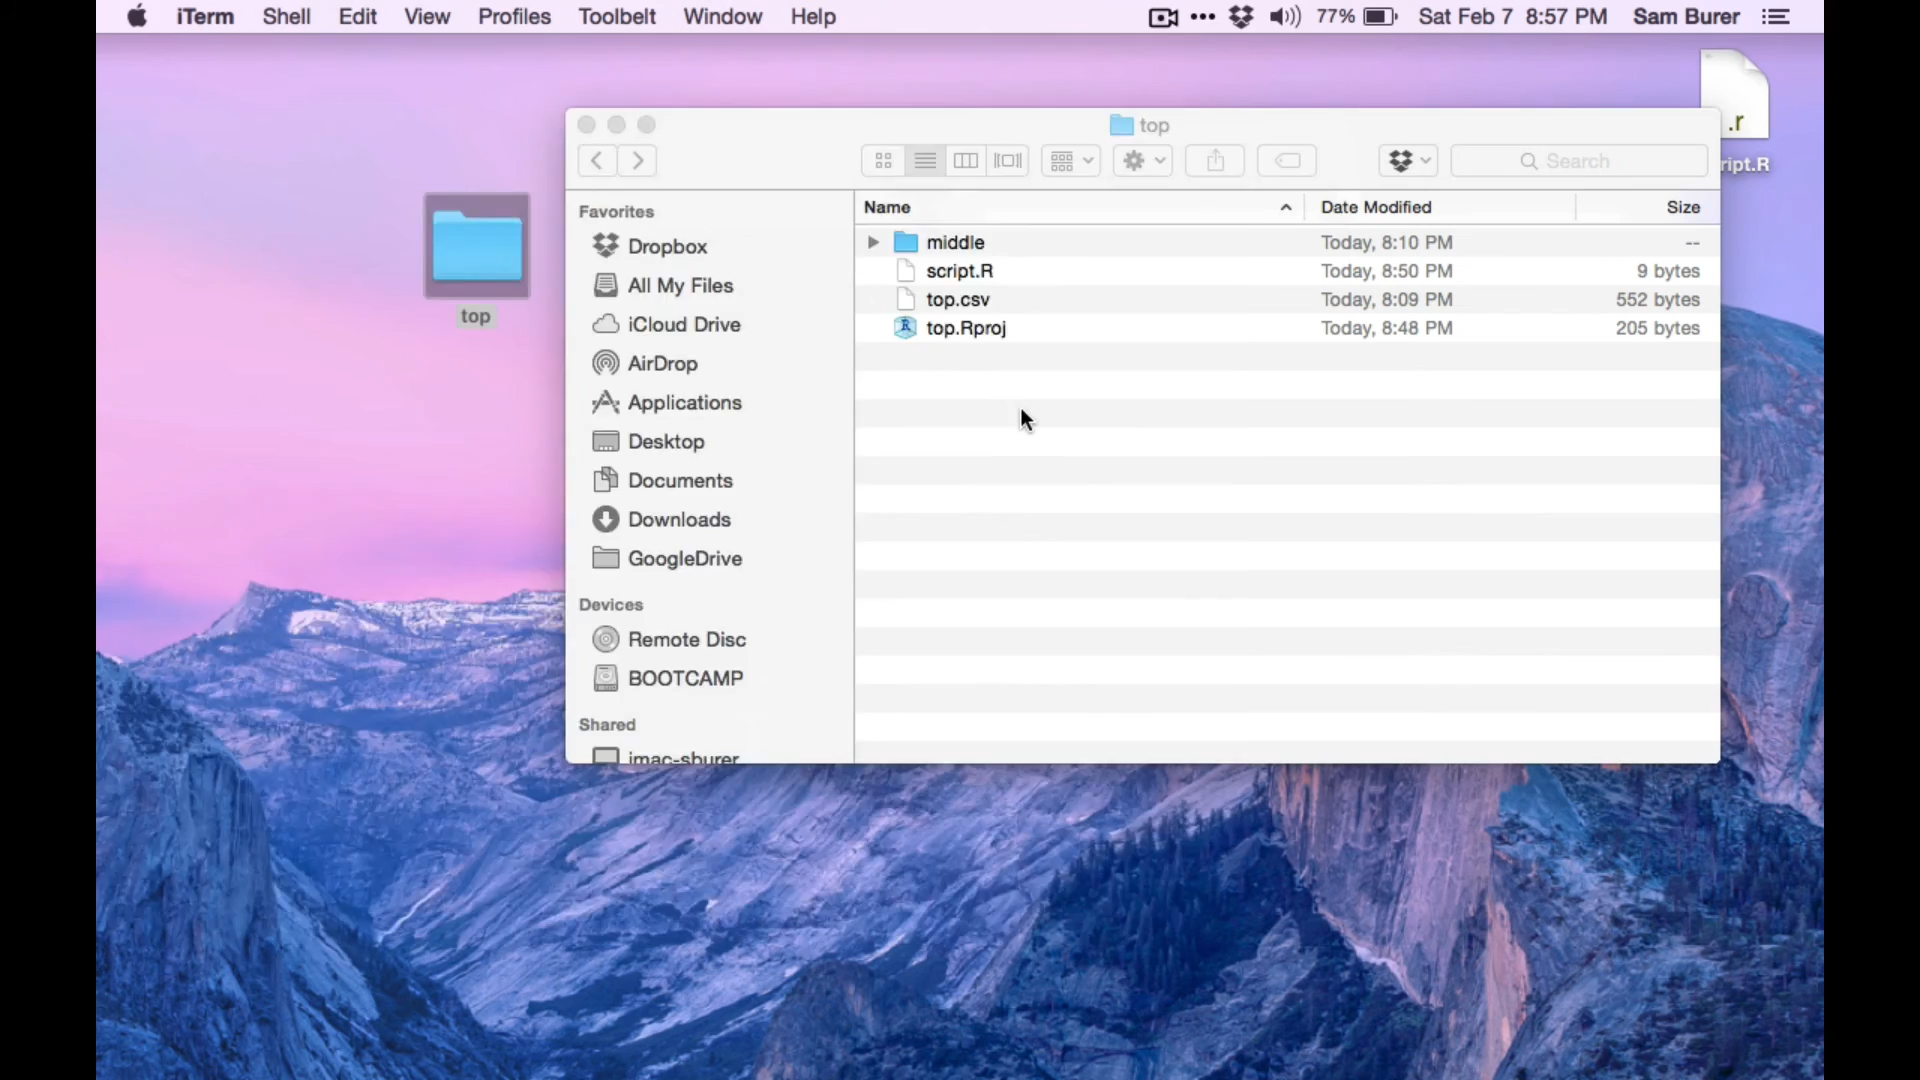 iTerm Shell Edit View Profiles Toolbelt Window Help 77% Sat Feb 7 8:57 PM Sam Burer
top
Search
.r
ript.R
top
Name Date Modified Size
middle Today, 8:10 PM --
script.R Today, 8:50 PM 9 bytes
top.csv Today, 8:09 PM 552 bytes
top.Rproj Today, 8:48 PM 205 bytes
Favorites
Dropbox
All My Files
iCloud Drive
AirDrop
Applications
Desktop
Documents
Downloads
GoogleDrive
Devices
Remote Disc
BOOTCAMP
Shared
imac-sburer